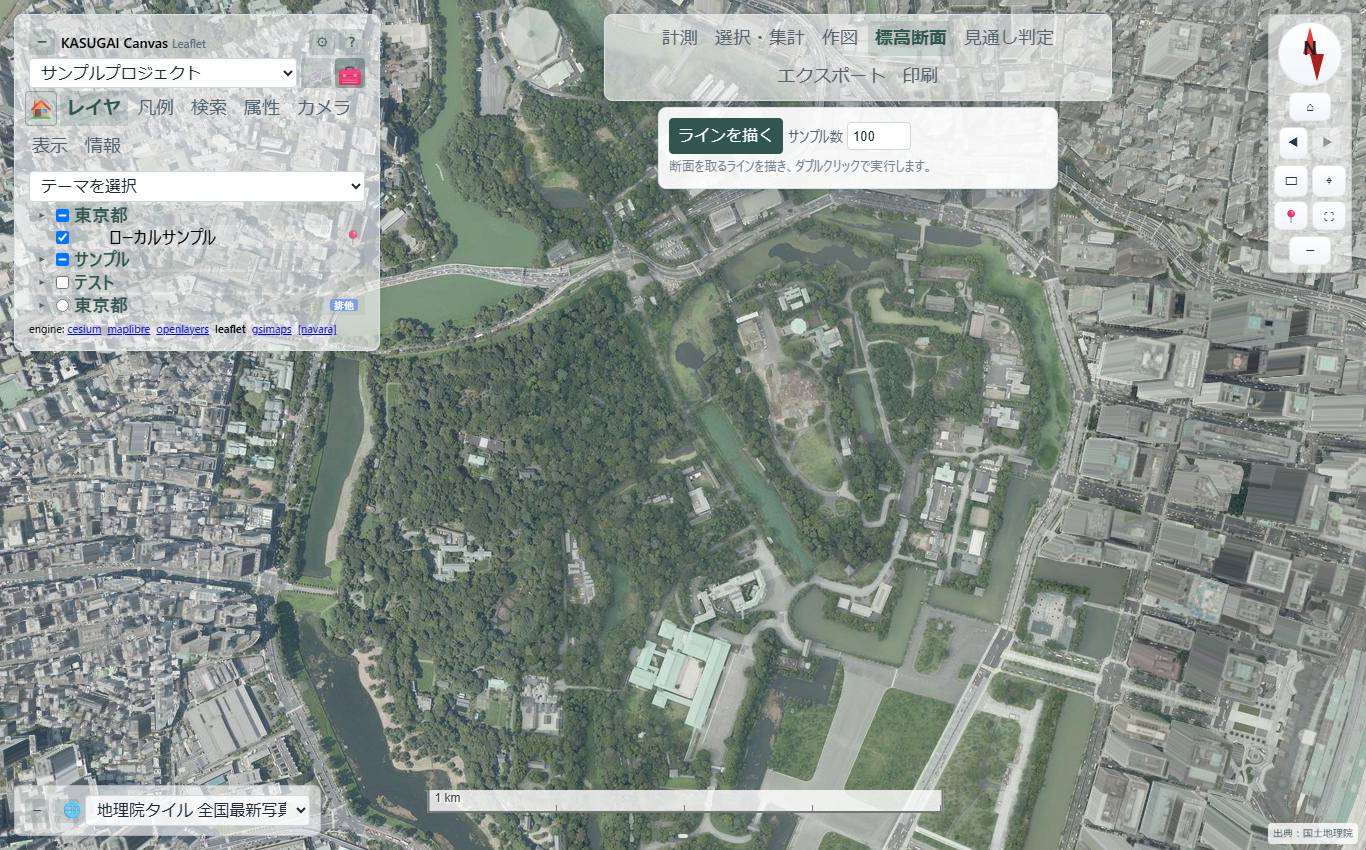 KASUGAI Canvas Leaflet
?
サンプルプロジェクト
レイヤ 凡例 検索 属性 カメラ
表示 情報
テーマを選択
東京都
ローカルサンプル
サンプル
テスト
東京都 排他
engine: cesium maplibre openlayers leaflet gsimaps [navara]
計測 選択・集計 作図 標高断面 見通し判定
エクスポート 印刷
ラインを描く サンプル数 100
断面を取るラインを描き、ダブルクリックで実行します。
N
地理院タイル 全国最新写真
1 km
出典：国土地理院